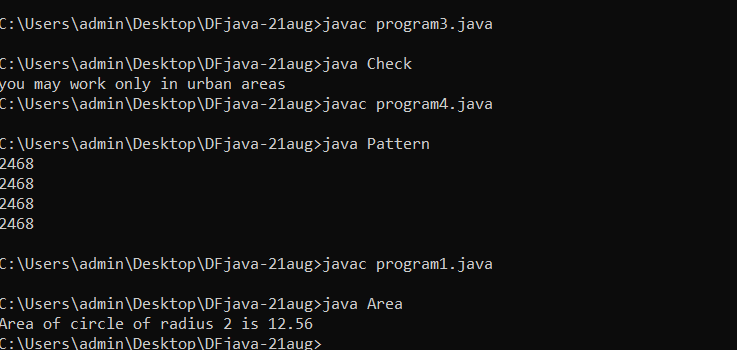 C:\Users\admin\Desktop\DFjava-21aug>javac program3.java
C:\Users\admin\Desktop\DFjava-21aug>java Check
you may work only in urban areas
C:\Users\admin\Desktop\DFjava-21aug>javac program4.java
C:\Users\admin\Desktop\DFjava-21aug>java Pattern
2468
2468
2468
2468
C:\Users\admin\Desktop\DFjava-21aug>javac program1.java
C:\Users\admin\Desktop\DFjava-21aug>java Area
Area of circle of radius 2 is 12.56
C:\Users\admin\Desktop\DFjava-21aug>